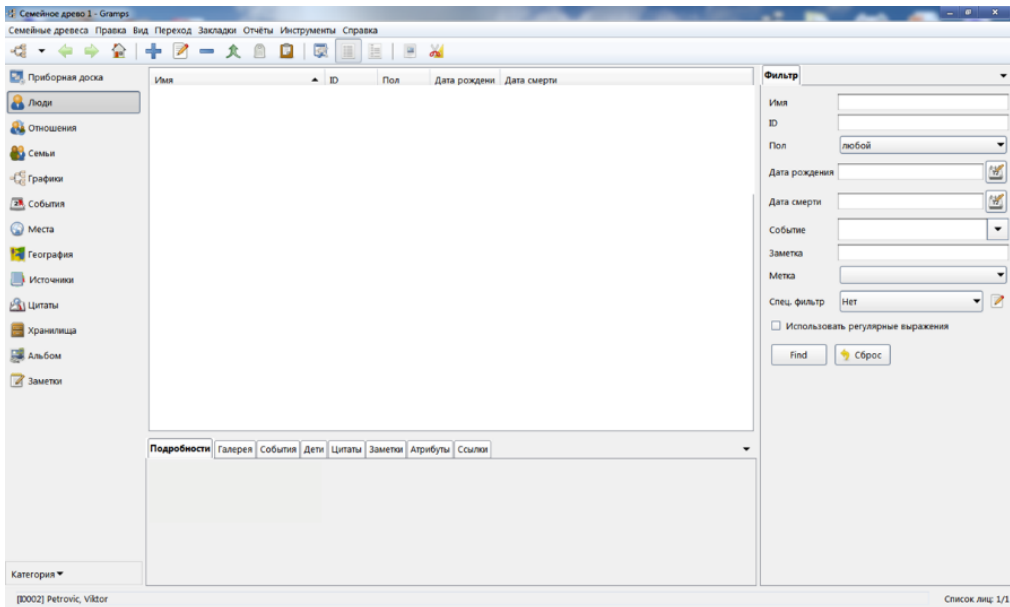 Семейное древо 1 - Gramps
Семейные древеса Правка Вид Переход Закладки Отчёты Инструменты Справка
Приборная доска
Люди
Отношения
Семьи
Графики
События
Места
География
Источники
Цитаты
Хранилища
Альбом
Заметки
Категория
Имя ID Пол Дата рождени Дата смерти
Подробности Галерея События Дети Цитаты Заметки Атрибуты Ссылки
Фильтр
Имя
ID
Пол любой
Дата рождения
Дата смерти
Событие
Заметка
Метка
Спец. фильтр Нет
Использовать регулярные выражения
Find Сброс
[ID002] Petrovic, Viktor
Список лиц: 1/1